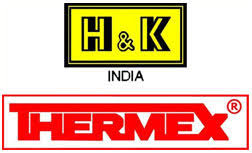 H & K
INDIA
THERMEX®